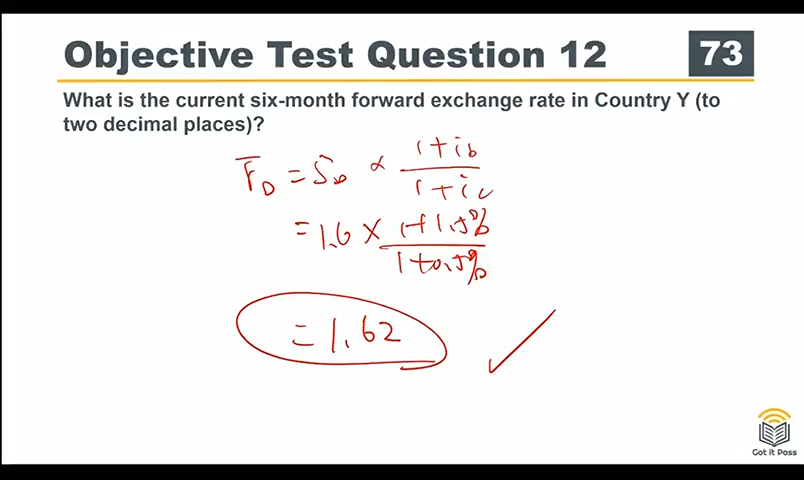 Objective Test Question 12
73
What is the current six-month forward exchange rate in Country Y (to
two decimal places)?
F₀ = S₀ × 1+ib
1+ic
= 1.6 × 1+1.5%
1+0.5%
= 1.62
Got it Pass